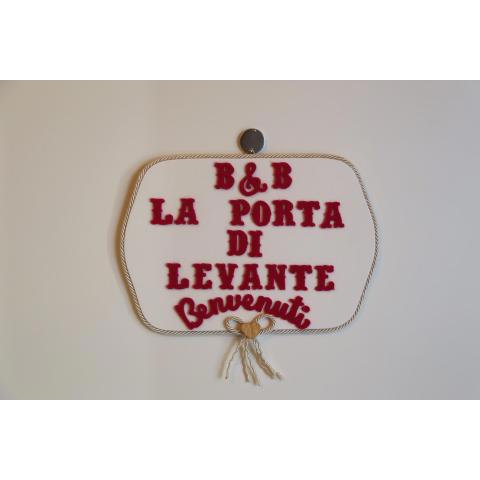 B&B
LA PORTA
DI
LEVANTE
Benvenuti